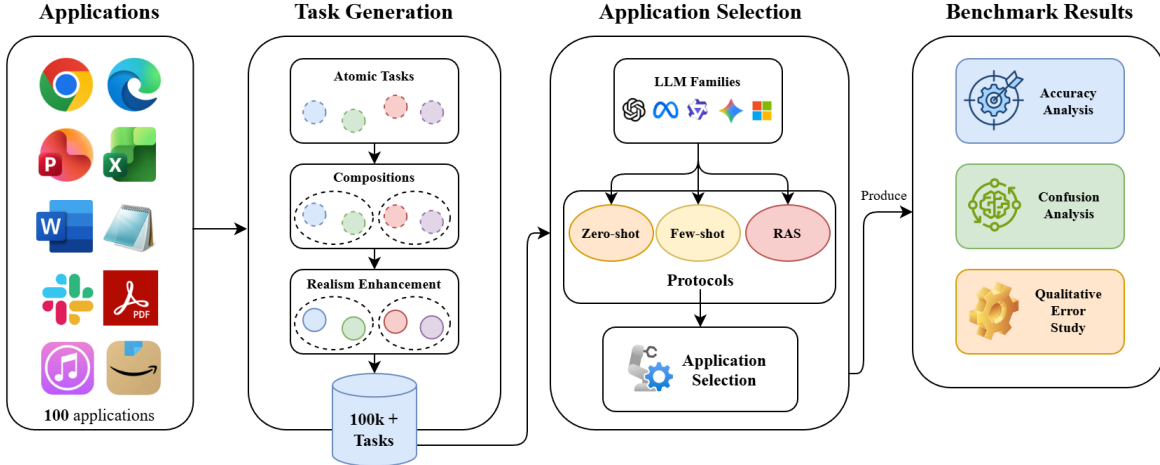 Applications
Task Generation
Application Selection
Benchmark Results
P
X
W
PDF
100 applications
Atomic Tasks
Compositions
Realism Enhancement
100k +
Tasks
LLM Families
Zero-shot
Few-shot
RAS
Protocols
Application
Selection
Produce
Accuracy
Analysis
Confusion
Analysis
Qualitative
Error
Study